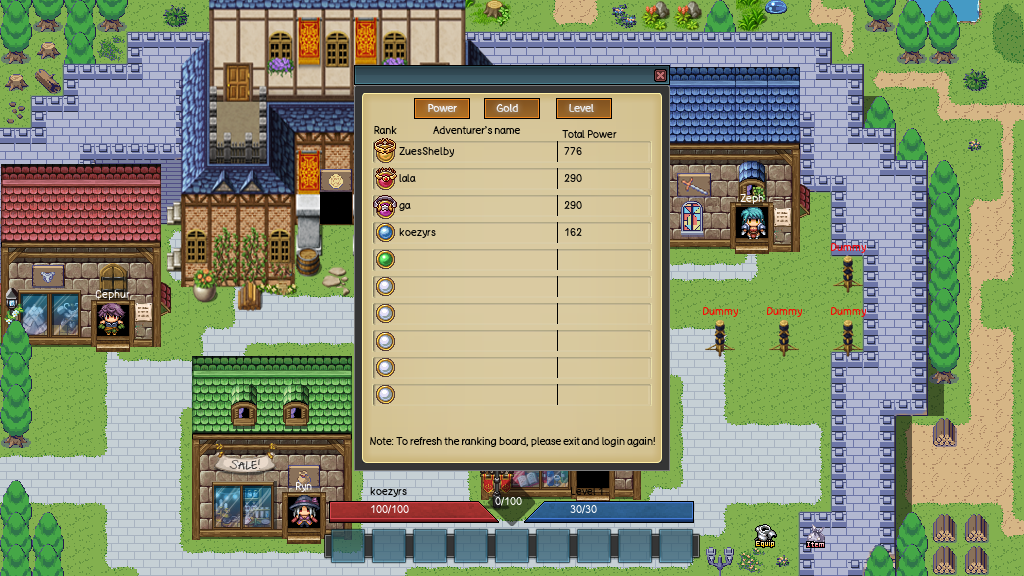 Power Gold Level
Rank Adventurer's name Total Power
ZuesShelby 776
lala 290
ga 290
koezyrs 162
Note: To refresh the ranking board, please exit and login again!
Zeph
Dummy
Cephur
Dummy Dummy Dummy
SALE!
Ryn
koezyrs Level 1
100/100 0/100 30/30
Equip Item